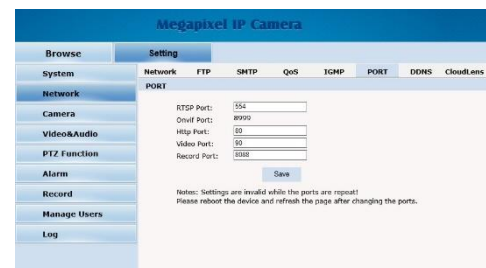 Megapixel IP Camera
Browse Setting
System
Network
Camera
Video&Audio
PTZ Function
Alarm
Record
Manage Users
Log
Network FTP SMTP QoS IGMP PORT DDNS CloudLens
PORT
RTSP Port: 554
Onvif Port: 8999
Http Port: 80
Video Port: 90
Record Port: 8088
Save
Notes: Settings are invalid while the ports are repeat!
Please reboot the device and refresh the page after changing the ports.